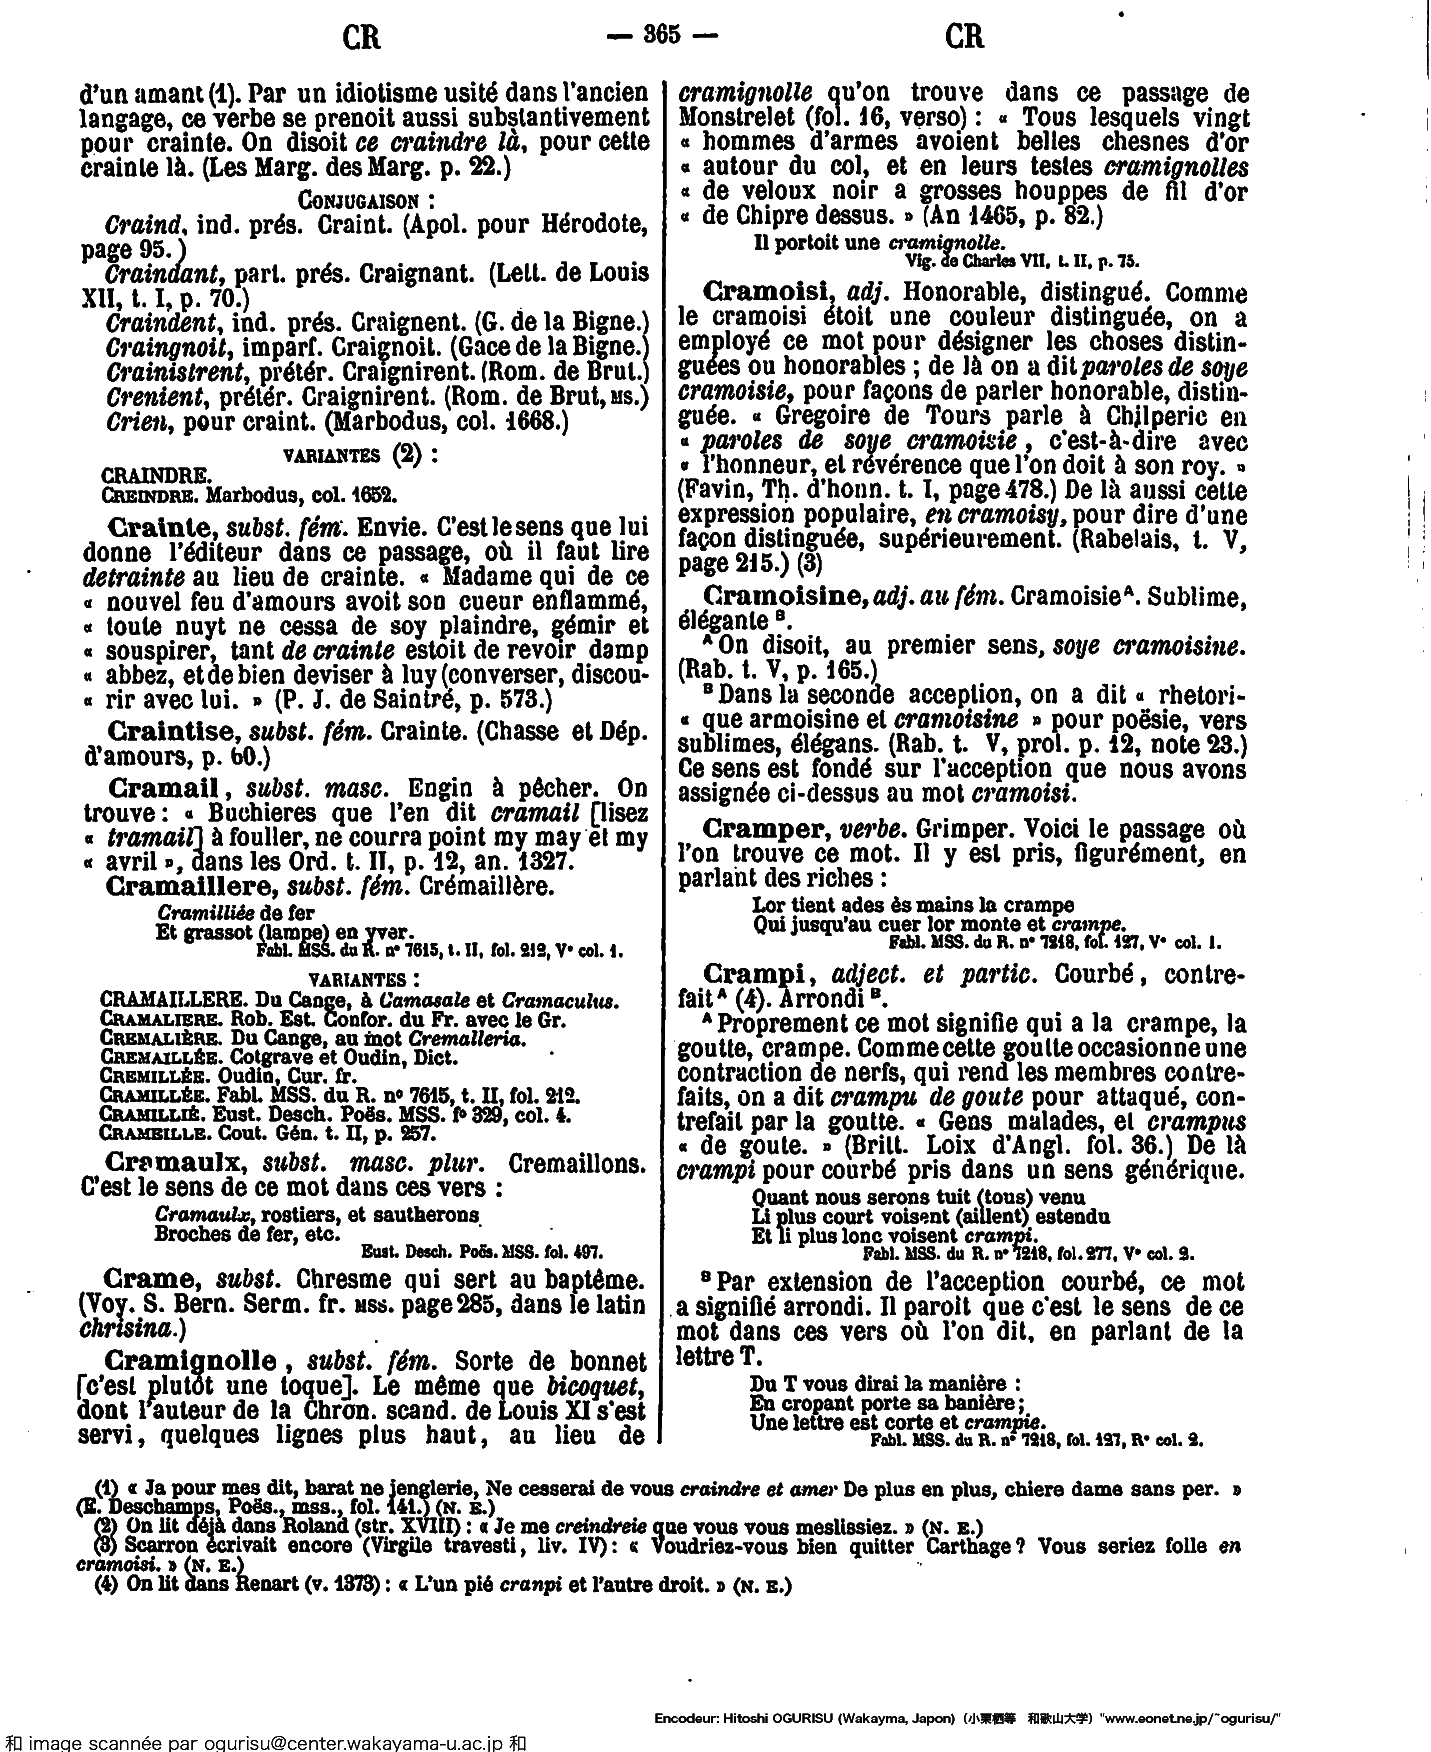 CR — 365 — CR
d'un amant (1). Par un idiotisme usité dans l'ancien
langage, ce verbe se prenoit aussi substantivement
pour crainte. On disoit ce craindre là, pour cette
crainte là. (Les Marg. des Marg. p. 22.)
CONJUGAISON :
Craind, ind. prés. Craint. (Apol. pour Hérodote,
page 95.)
Craindant, part. prés. Craignant. (Lett. de Louis
XII, t. I, p. 70.)
Craindent, ind. prés. Craignent. (G. de la Bigne.)
Craingnoit, imparf. Craignoit. (Gace de la Bigne.)
Crainistrent, prétér. Craignirent. (Rom. de Brut.)
Crenient, prétér. Craignirent. (Rom. de Brut, MS.)
Crien, pour craint. (Marbodus, col. 1668.)
VARIANTES (2) :
CRAINDRE.
CREINDRE. Marbodus, col. 1652.
Crainte, subst. fém. Envie. C'est le sens que lui
donne l'éditeur dans ce passage, où il faut lire
detrainte au lieu de crainte. « Madame qui de ce
« nouvel feu d'amours avoit son cueur enflammé,
« toute nuyt ne cessa de soy plaindre, gémir et
« souspirer, tant de crainte estoit de revoir damp
« abbez, et de bien deviser à luy (converser, discou-
« rir avec lui. » (P. J. de Saintré, p. 573.)
Craintise, subst. fém. Crainte. (Chasse et Dép.
d'amours, p. 60.)
Cramail, subst. masc. Engin à pêcher. On
trouve : « Buchieres que l'en dit cramail [lisez
« tramail] à fouller, ne courra point my may et my
« avril », dans les Ord. t. II, p. 12, an. 1327.
Cramaillere, subst. fém. Crémaillère.
Cramilliée de fer
Et grassot (lampe) en yver.
Fabl. MSS. du R. n° 7615, t. II, fol. 212, V° col. 1.
VARIANTES :
CRAMAILLERE. Du Cange, à Camasale et Cramaculus.
CRAMALIERE. Rob. Est. Confor. du Fr. avec le Gr.
CREMALIÈRE. Du Cange, au mot Cremalleria.
CREMAILLÉE. Cotgrave et Oudin, Dict.
CREMILLÉE. Oudin, Cur. fr.
CRAMILLÉE. Fabl. MSS. du R. n° 7615, t. II, fol. 212.
CRAMILLIÉ. Eust. Desch. Poës. MSS. f° 329, col. 4.
CRAMEILLE. Cout. Gén. t. II, p. 257.
Cramaulx, subst. masc. plur. Cremaillons.
C'est le sens de ce mot dans ces vers :
Cramaulx, rostiers, et sautherons
Broches de fer, etc.
Eust. Desch. Poës. MSS. fol. 497.
Crame, subst. Chresme qui sert au baptême.
(Voy. S. Bern. Serm. fr. MSS. page 285, dans le latin
chrisina.)
Cramignolle, subst. fém. Sorte de bonnet
[c'est plutôt une toque]. Le même que bicoquet,
dont l'auteur de la Chron. scand. de Louis XI s'est
servi, quelques lignes plus haut, au lieu de
cramignolle qu'on trouve dans ce passage de
Monstrelet (fol. 16, verso) : « Tous lesquels vingt
« hommes d'armes avoient belles chesnes d'or
« autour du col, et en leurs testes cramignolles
« de veloux noir a grosses houppes de fil d'or
« de Chipre dessus. » (An 1465, p. 82.)
Il portoit une cramignolle.
Vig. de Charles VII, t. II, p. 75.
Cramoisi, adj. Honorable, distingué. Comme
le cramoisi étoit une couleur distinguée, on a
employé ce mot pour désigner les choses distin-
guées ou honorables ; de là on a dit paroles de soye
cramoisie, pour façons de parler honorable, distin-
guée. « Gregoire de Tours parle à Chilperic en
« paroles de soye cramoisie, c'est-à-dire avec
« l'honneur, et révérence que l'on doit à son roy. »
(Favin, Th. d'honn. t. I, page 478.) De là aussi cette
expression populaire, en cramoisy, pour dire d'une
façon distinguée, supérieurement. (Rabelais, t. V,
page 215.) (3)
Cramoisine, adj. au fém. Cramoisie A. Sublime,
élégante B.
A On disoit, au premier sens, soye cramoisine.
(Rab. t. V, p. 165.)
B Dans la seconde acception, on a dit « rhetori-
« que armoisine et cramoisine » pour poësie, vers
sublimes, élégans. (Rab. t. V, prol. p. 12, note 23.)
Ce sens est fondé sur l'acception que nous avons
assignée ci-dessus au mot cramoisi.
Cramper, verbe. Grimper. Voici le passage où
l'on trouve ce mot. Il y est pris, figurément, en
parlant des riches :
Lor tient ades ès mains la crampe
Qui jusqu'au cuer lor monte et crampe.
Fabl. MSS. du R. n° 7218, fol. 127, V° col. 1.
Crampi, adject. et partic. Courbé, contre-
fait A (4). Arrondi B.
A Proprement ce mot signifie qui a la crampe, la
goutte, crampe. Comme cette goutte occasionne une
contraction de nerfs, qui rend les membres contre-
faits, on a dit crampu de goute pour attaqué, con-
trefait par la goutte. « Gens malades, et crampus
« de goute. » (Britt. Loix d'Angl. fol. 36.) De là
crampi pour courbé pris dans un sens générique.
Quant nous serons tuit (tous) venu
Li plus court voisent (aillent) estendu
Et li plus lonc voisent crampi.
Fabl. MSS. du R. n° 7218, fol. 277, V° col. 2.
B Par extension de l'acception courbé, ce mot
a signifié arrondi. Il paroit que c'est le sens de ce
mot dans ces vers où l'on dit, en parlant de la
lettre T.
Du T vous dirai la manière :
En cropant porte sa banière ;
Une lettre est corte et crampie.
Fabl. MSS. du R. n° 7218, fol. 127, R° col. 2.
(1) « Ja pour mes dit, barat ne jenglerie, Ne cesserai de vous craindre et amer De plus en plus, chiere dame sans per. »
(E. Deschamps, Poës., mss., fol. 141.) (N. E.)
(2) On lit déjà dans Roland (str. XVIII) : « Je me creindreie que vous vous meslissiez. » (N. E.)
(3) Scarron écrivait encore (Virgile travesti, liv. IV) : « Voudriez-vous bien quitter Carthage ? Vous seriez folle en
cramoisi. » (N. E.)
(4) On lit dans Renart (v. 1373) : « L'un pié cranpi et l'autre droit. » (N. E.)
Encodeur: Hitoshi OGURISU (Wakayma, Japon) (小栗栖等 和歌山大学) "www.eonet.ne.jp/~ogurisu/"
和 image scannée par ogurisu@center.wakayama-u.ac.jp 和